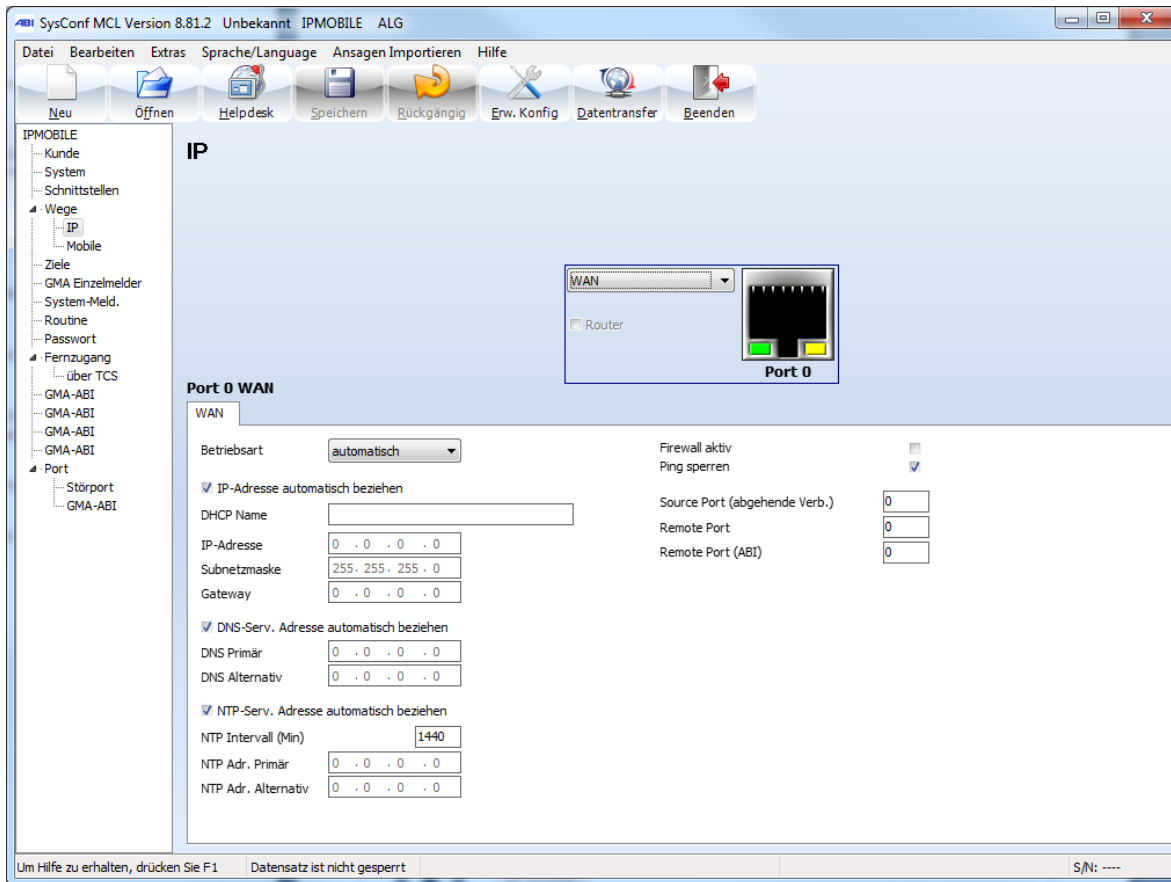 ABI SysConf MCL Version 8.81.2 Unbekannt IPMOBILE ALG
Datei Bearbeiten Extras Sprache/Language Ansagen Importieren Hilfe
Neu Öffnen Helpdesk Speichern Rückgängig Erw. Konfig Datentransfer Beenden
IPMOBILE
Kunde
System
Schnittstellen
Wege
IP
Mobile
Ziele
GMA Einzelmelder
System-Meld.
Routine
Passwort
Fernzugang
über TCS
GMA-ABI
GMA-ABI
GMA-ABI
GMA-ABI
Port
Störport
GMA-ABI
IP
WAN
Router
Port 0
Port 0 WAN
WAN
Betriebsart automatisch
IP-Adresse automatisch beziehen
DHCP Name
IP-Adresse 0 . 0 . 0 . 0
Subnetzmaske 255 . 255 . 255 . 0
Gateway 0 . 0 . 0 . 0
DNS-Serv. Adresse automatisch beziehen
DNS Primär 0 . 0 . 0 . 0
DNS Alternativ 0 . 0 . 0 . 0
NTP-Serv. Adresse automatisch beziehen
NTP Intervall (Min) 1440
NTP Adr. Primär 0 . 0 . 0 . 0
NTP Adr. Alternativ 0 . 0 . 0 . 0
Firewall aktiv
Ping sperren
Source Port (abgehende Verb.) 0
Remote Port 0
Remote Port (ABI) 0
Um Hilfe zu erhalten, drücken Sie F1 Datensatz ist nicht gesperrt S/N: ----